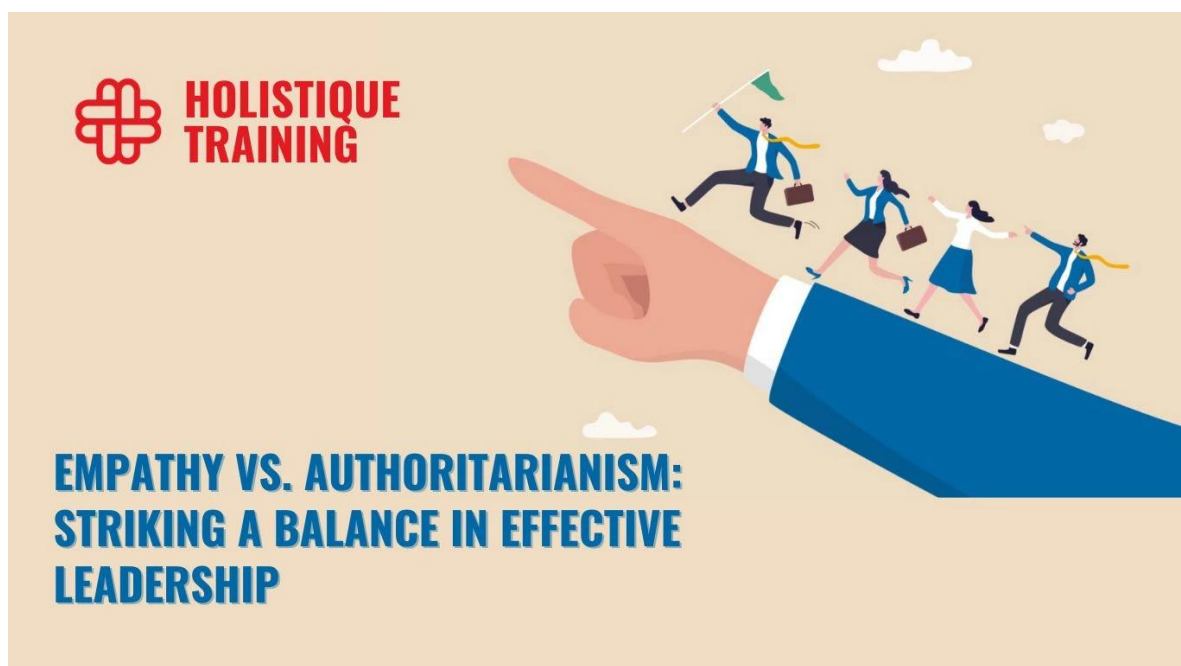 HOLISTIQUE
TRAINING
EMPATHY VS. AUTHORITARIANISM:
STRIKING A BALANCE IN EFFECTIVE
LEADERSHIP